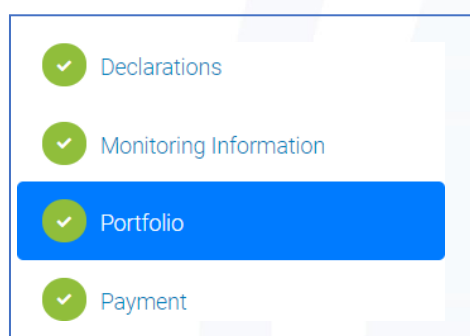 Declarations
Monitoring Information
Portfolio
Payment